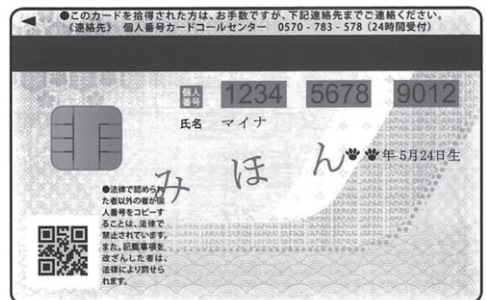 ●このカードを拾得された方は、お手数ですが、下記連絡先までご連絡ください。
《連絡先》 個人番号カードコールセンター 0570-783-578(24時間受付)
個人番号 1234 5678 9012
氏名 マイナ
年 5月24日生
みほん
●法律で認められ
た者以外の者が個
人番号をコピーす
ることは、法律で
禁止されています。
また、記載事項を
改ざんした者は、
法律により罰せら
れます。